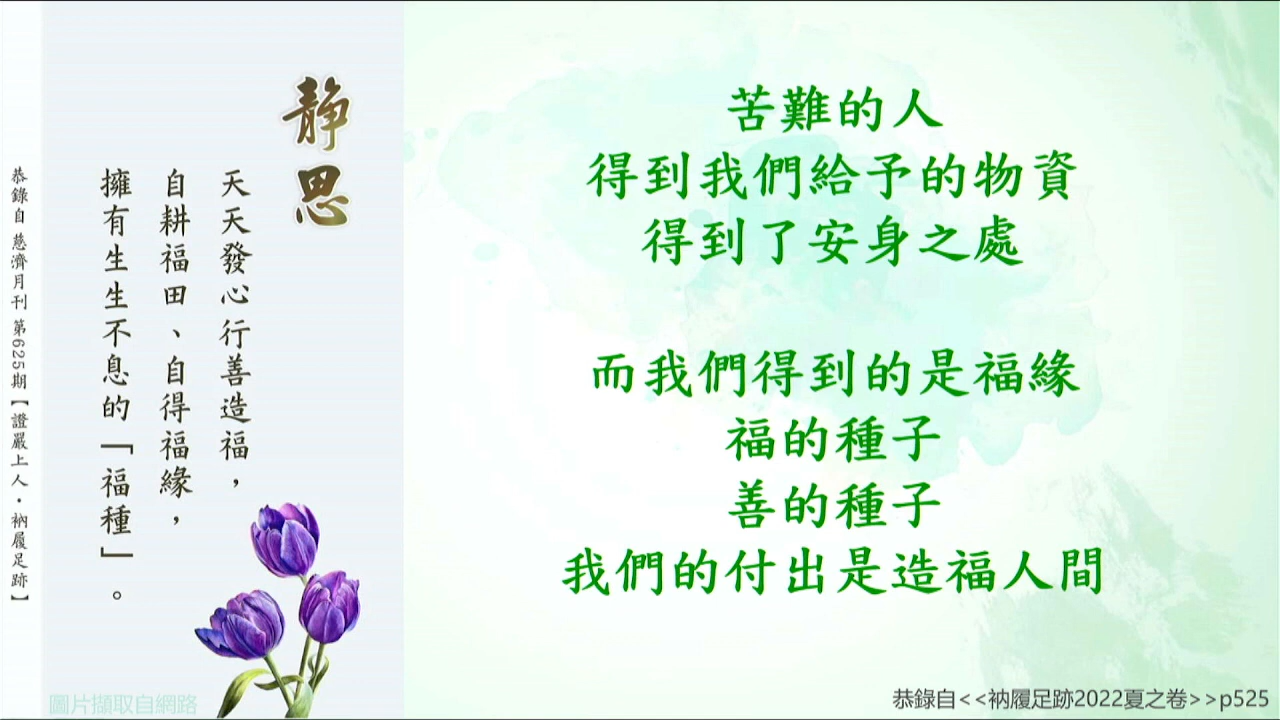 靜思
天天發心行善造福，
自耕福田、自得福緣，
擁有生生不息的「福種」。
恭錄自 慈濟月刊 第625期【證嚴上人・衲履足跡】
圖片擷取自網路
苦難的人
得到我們給予的物資
得到了安身之處
而我們得到的是福緣
福的種子
善的種子
我們的付出是造福人間
恭錄自<<衲履足跡2022夏之卷>>p525